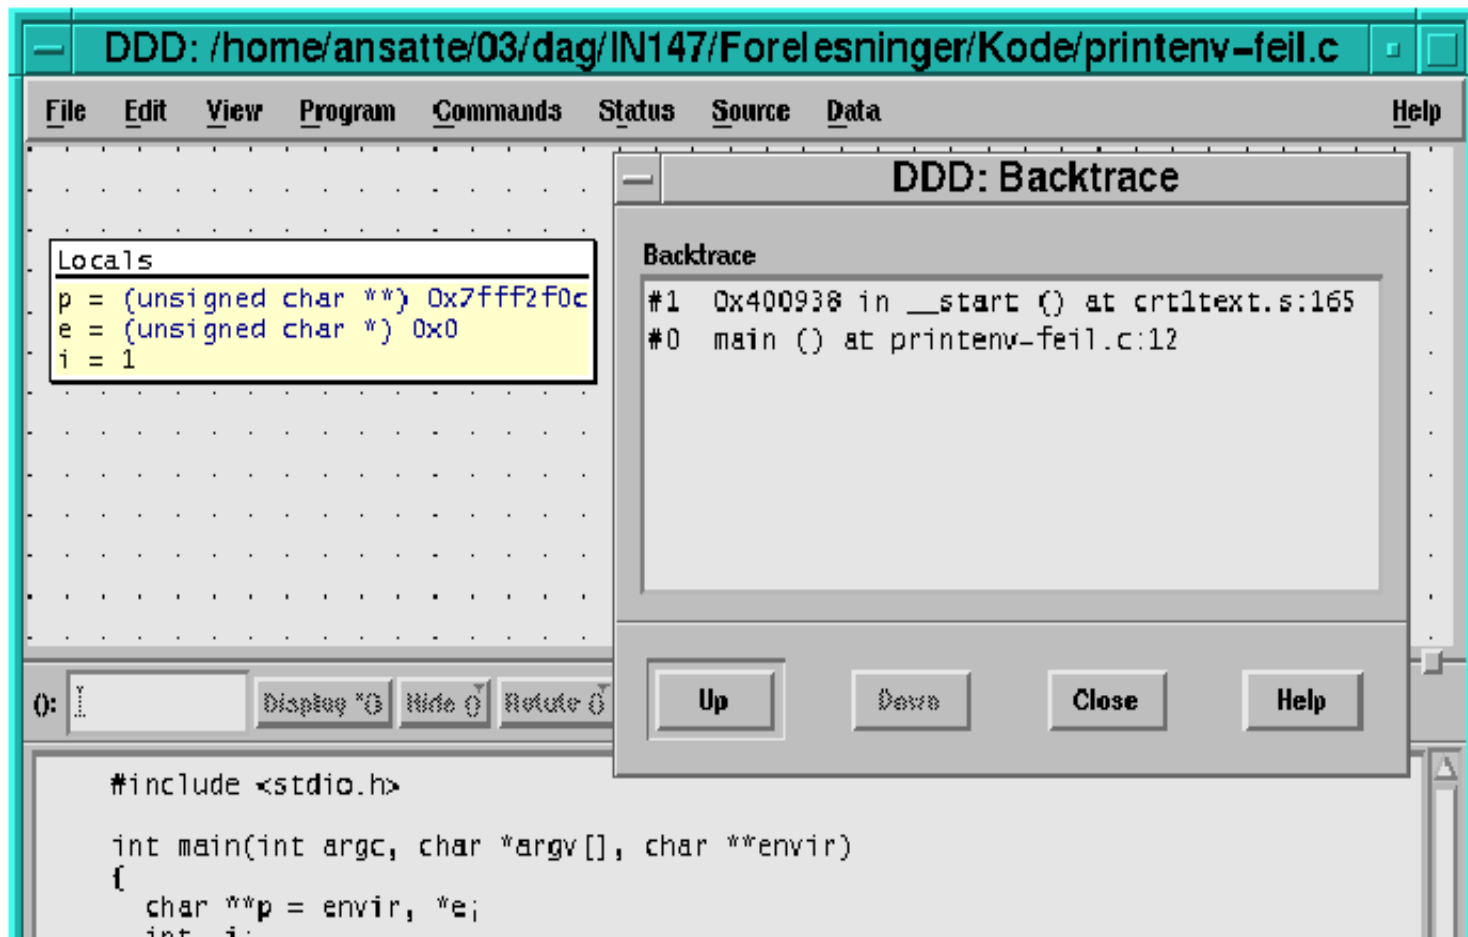 DDD: /home/ansatte/03/dag/IN147/Forelesninger/Kode/printenv-feil.c
File Edit View Program Commands Status Source Data Help
DDD: Backtrace
Locals
p = (unsigned char **) 0x7fff2f0c
e = (unsigned char *) 0x0
i = 1
Backtrace
#1 0x400938 in __start () at crt1text.s:165
#0 main () at printenv-feil.c:12
Up Down Close Help
(): Display *() Hide () Rotate ()
#include <stdio.h>
int main(int argc, char *argv[], char **envir)
{
char **p = envir, *e;
int i;